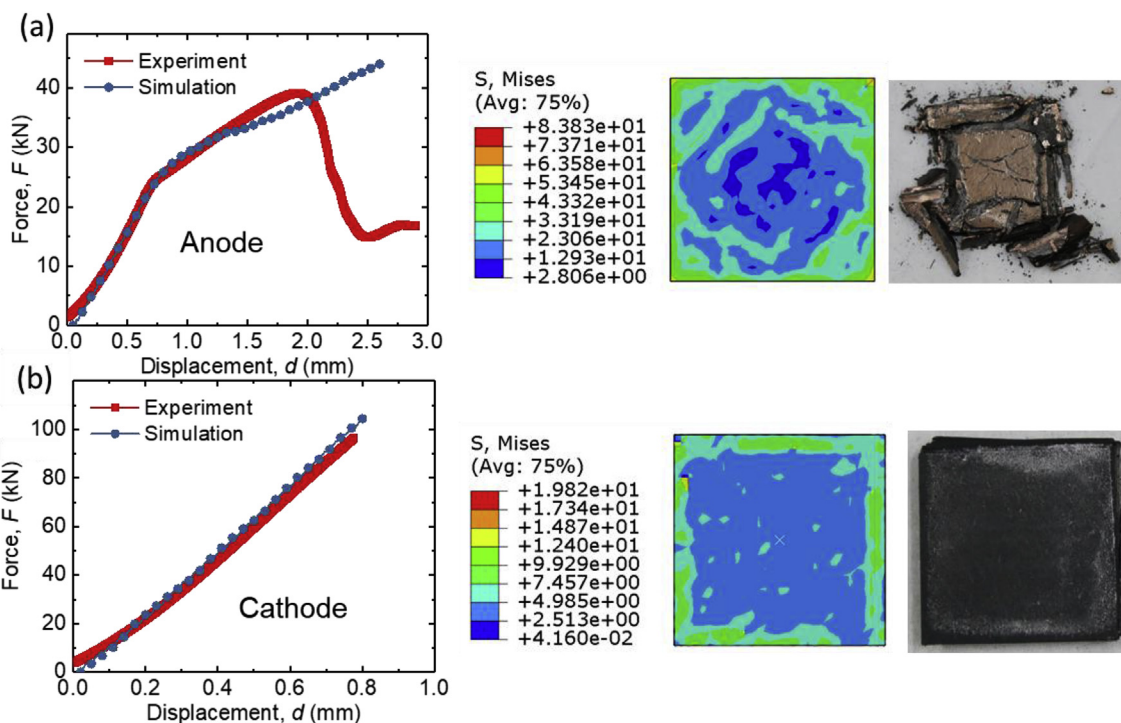 (a)
Experiment
Simulation
40
30
20
10
0
Force, F (kN)
Anode
0.0 0.5 1.0 1.5 2.0 2.5 3.0
Displacement, d (mm)
S, Mises
(Avg: 75%)
+8.383e+01
+7.371e+01
+6.358e+01
+5.345e+01
+4.332e+01
+3.319e+01
+2.306e+01
+1.293e+01
+2.806e+00
(b)
Experiment
Simulation
100
80
60
40
20
0
Force, F (kN)
Cathode
0.0 0.2 0.4 0.6 0.8 1.0
Displacement, d (mm)
S, Mises
(Avg: 75%)
+1.982e+01
+1.734e+01
+1.487e+01
+1.240e+01
+9.929e+00
+7.457e+00
+4.985e+00
+2.513e+00
+4.160e-02